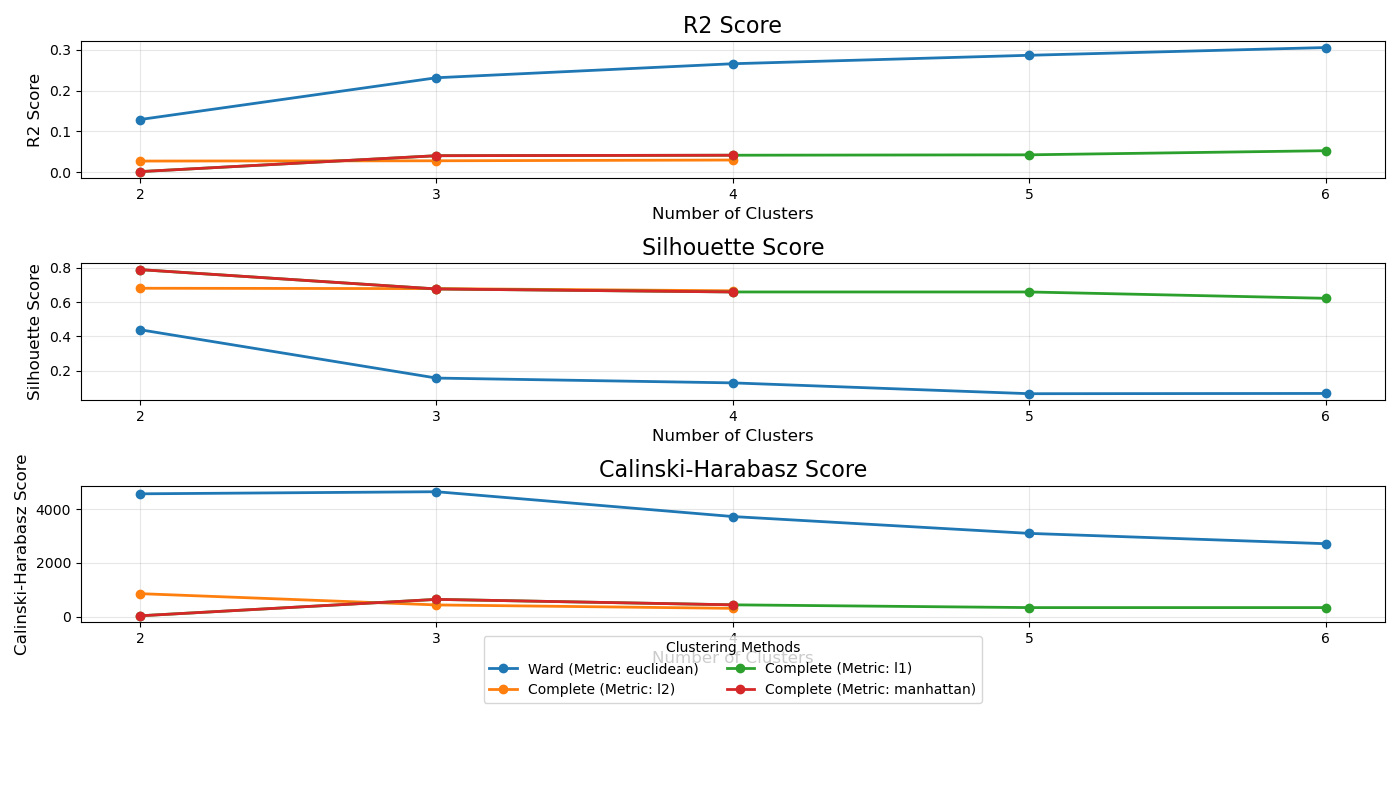 R2 Score
R2 Score
0.3
0.2
0.1
0.0
2 3 4 5 6
Number of Clusters
Silhouette Score
Silhouette Score
0.8
0.6
0.4
0.2
2 3 4 5 6
Number of Clusters
Calinski-Harabasz Score
Calinski-Harabasz Score
4000
2000
0
2 3 4 5 6
Number of Clusters
Clustering Methods
Ward (Metric: euclidean)
Complete (Metric: l2)
Complete (Metric: l1)
Complete (Metric: manhattan)